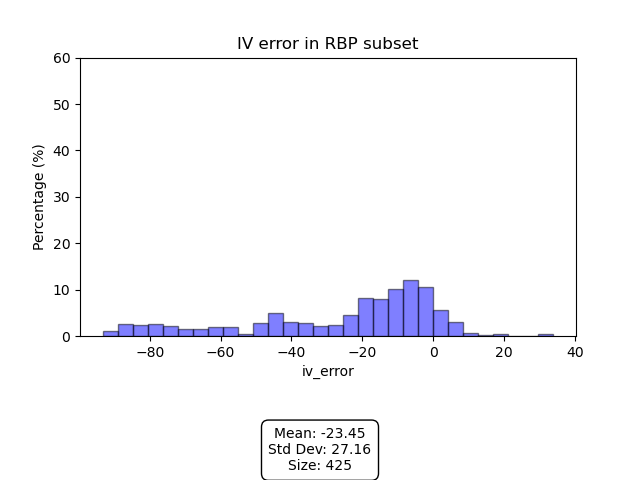 IV error in RBP subset
60
50
40
30
20
10
0
Percentage (%)
−80 −60 −40 −20 0 20 40
iv_error
Mean: -23.45
Std Dev: 27.16
Size: 425